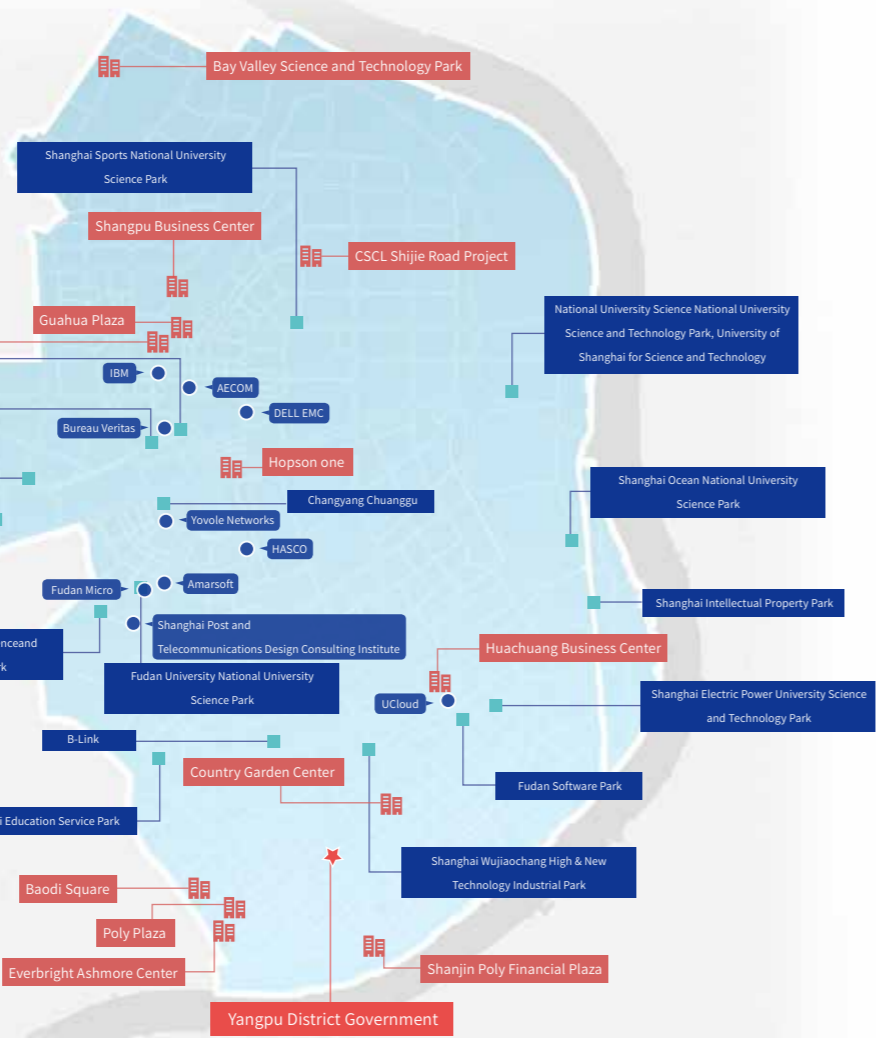 Bay Valley Science and Technology Park
Shanghai Sports National University
Science Park
Shangpu Business Center
CSCL Shijie Road Project
Guahua Plaza
National University Science National University
Science and Technology Park, University of
Shanghai for Science and Technology
IBM
AECOM
DELL EMC
Bureau Veritas
Hopson one
Shanghai Ocean National University
Science Park
Changyang Chuanggu
Yovole Networks
HASCO
Fudan Micro
Amarsoft
Shanghai Intellectual Property Park
Shanghai Post and
Telecommunications Design Consulting Institute
nceand
rk
Huachuang Business Center
Fudan University National University
Science Park
UCloud
Shanghai Electric Power University Science
and Technology Park
B-Link
Country Garden Center
Fudan Software Park
i Education Service Park
Shanghai Wujiaochang High & New
Technology Industrial Park
Baodi Square
Poly Plaza
Everbright Ashmore Center
Shanjin Poly Financial Plaza
Yangpu District Government